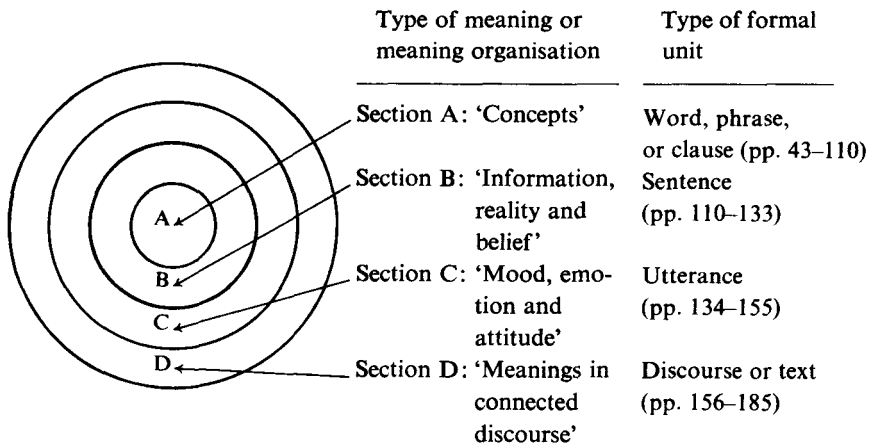 Type of meaning or
meaning organisation
Type of formal
unit
A
B
C
D
Section A: ‘Concepts’
Word, phrase,
or clause (pp. 43–110)
Section B: ‘Information,
reality and
belief’
Sentence
(pp. 110–133)
Section C: ‘Mood, emo-
tion and
attitude’
Utterance
(pp. 134–155)
Section D: ‘Meanings in
connected
discourse’
Discourse or text
(pp. 156–185)